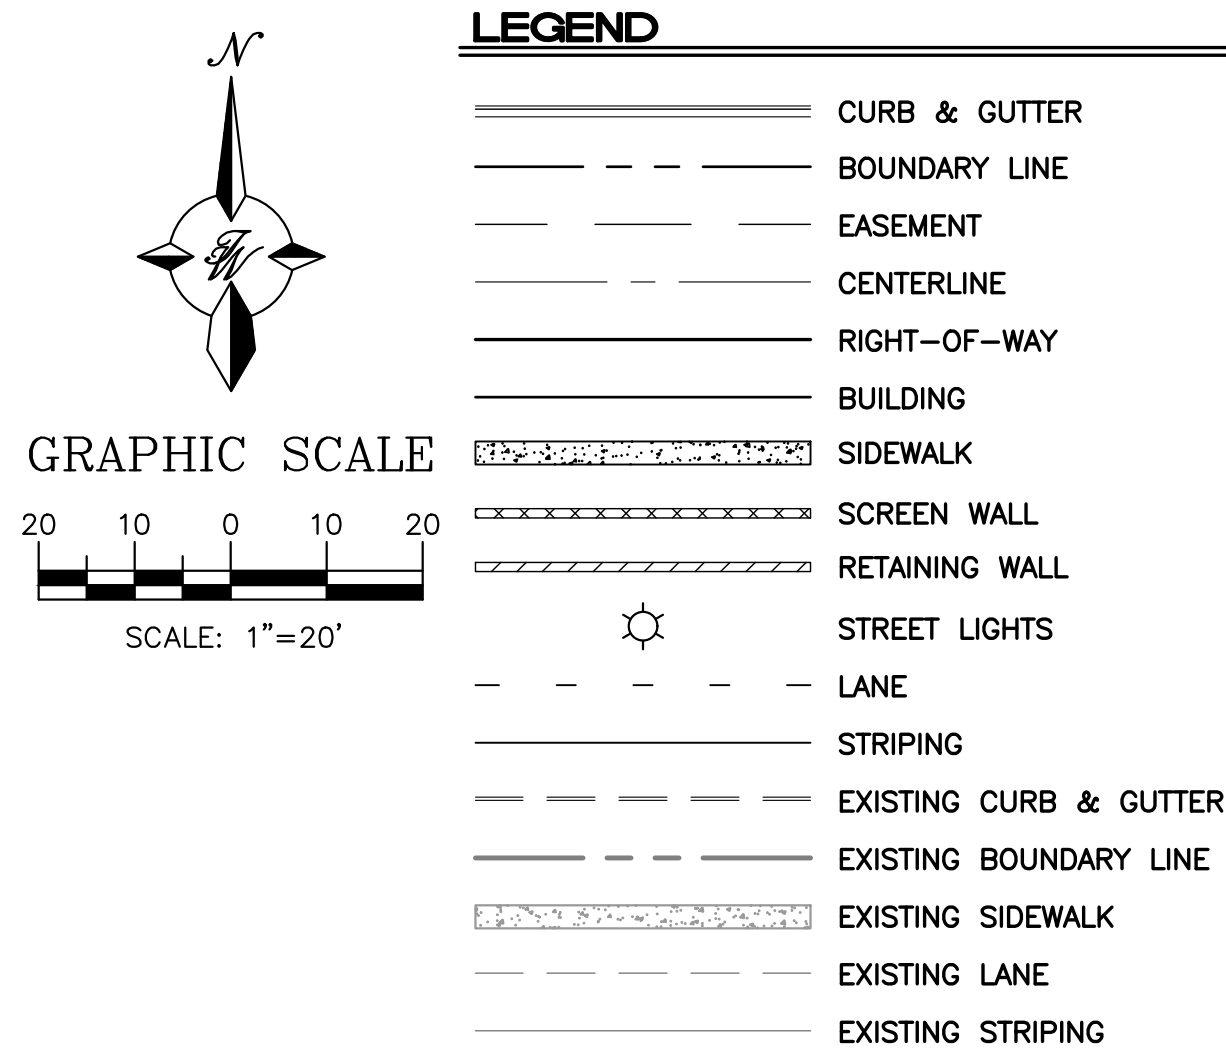 N
TW
GRAPHIC SCALE
20 10 0 10 20
SCALE: 1"=20'
LEGEND
CURB & GUTTER
BOUNDARY LINE
EASEMENT
CENTERLINE
RIGHT-OF-WAY
BUILDING
SIDEWALK
SCREEN WALL
RETAINING WALL
STREET LIGHTS
LANE
STRIPING
EXISTING CURB & GUTTER
EXISTING BOUNDARY LINE
EXISTING SIDEWALK
EXISTING LANE
EXISTING STRIPING